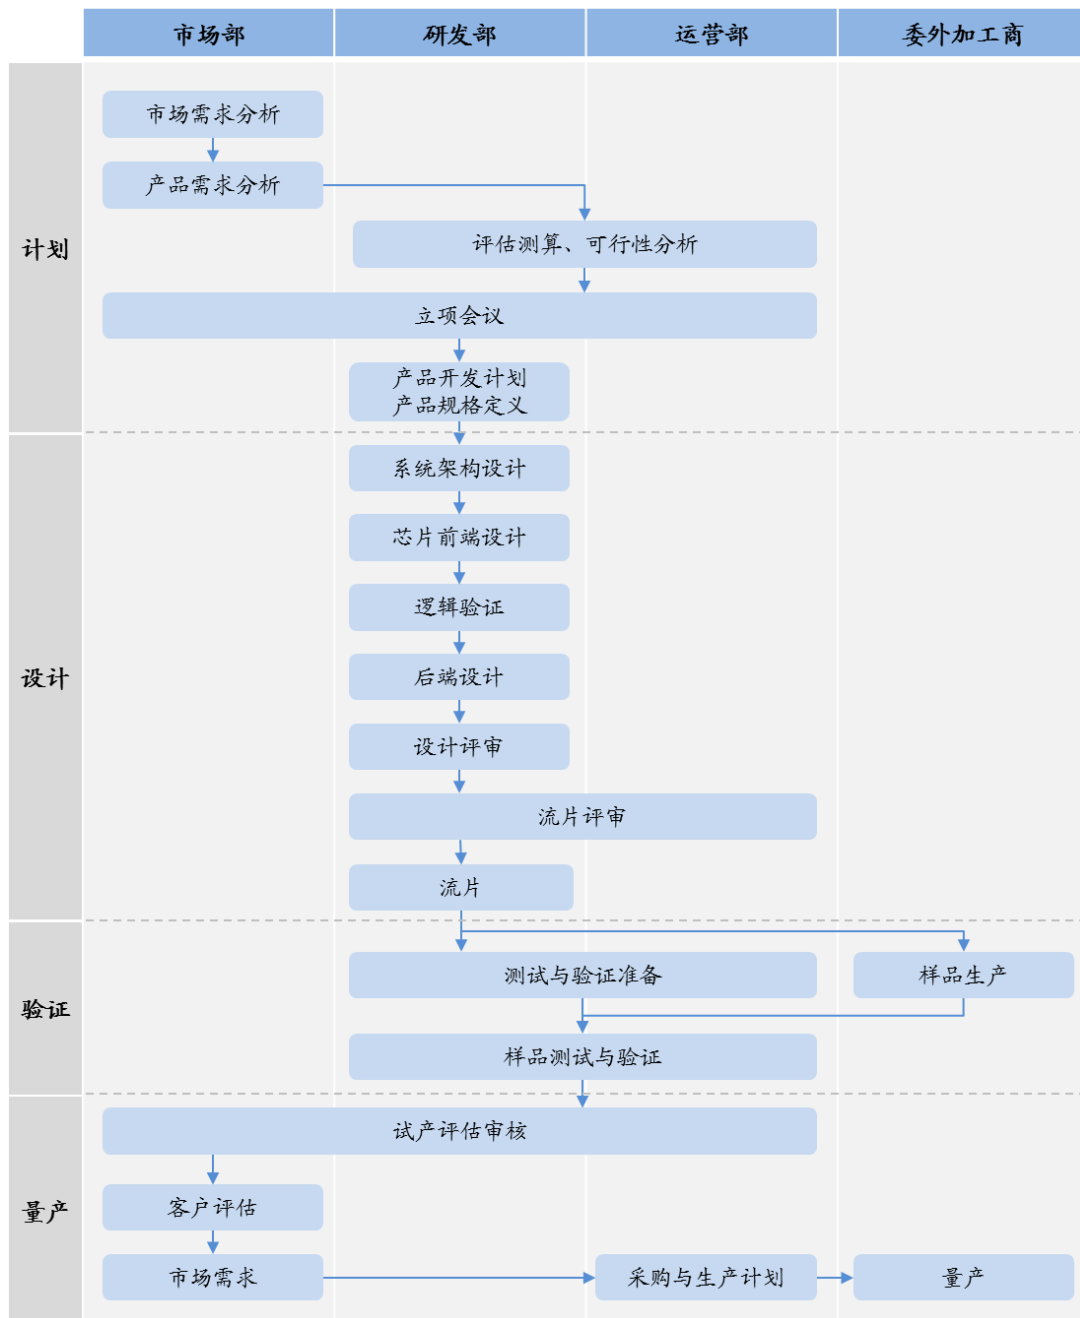 市场部
研发部
运营部
委外加工商
计划
市场需求分析
产品需求分析
评估测算、可行性分析
立项会议
产品开发计划
产品规格定义
设计
系统架构设计
芯片前端设计
逻辑验证
后端设计
设计评审
流片评审
流片
验证
测试与验证准备
样品生产
样品测试与验证
量产
试产评估审核
客户评估
市场需求
采购与生产计划
量产